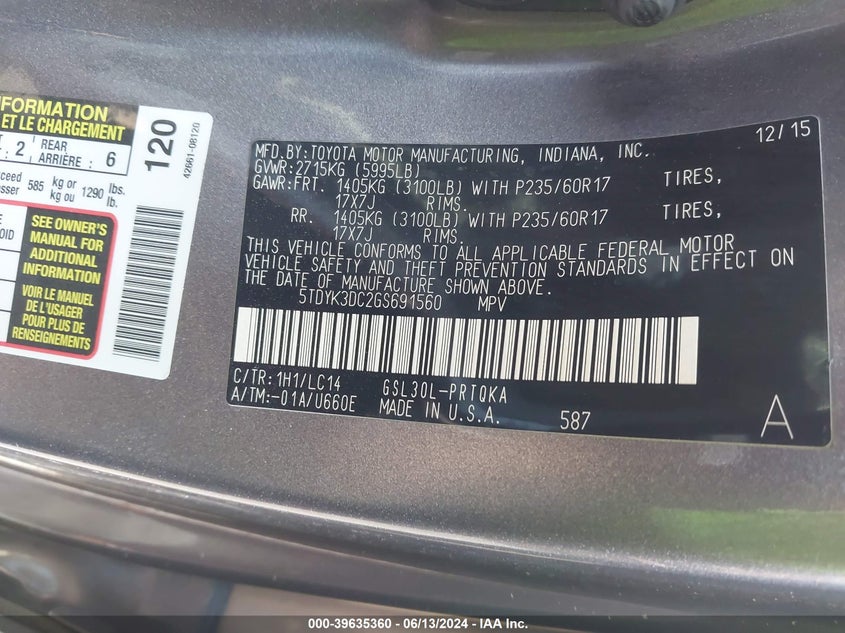 NFORMATION
ET LE CHARGEMENT
2 REAR ARRIÈRE : 6
585 kg or kg ou 1290 lbs. lb.
SEE OWNER'S
MANUAL FOR
ADDITIONAL
INFORMATION
VOIR LE MANUEL
DE L'USAGER
POUR PLUS DE
RENSEIGNEMENTS
120
42661-08120
12/15
MFD.BY:TOYOTA MOTOR MANUFACTURING, INDIANA, INC.
GVWR:2715KG (5995LB)
GAWR:FRT. 1405KG (3100LB) WITH P235/60R17 TIRES,
17X7J RIMS.
RR. 1405KG (3100LB) WITH P235/60R17 TIRES,
17X7J RIMS.
THIS VEHICLE CONFORMS TO ALL APPLICABLE FEDERAL MOTOR
VEHICLE SAFETY AND THEFT PREVENTION STANDARDS IN EFFECT ON
THE DATE OF MANUFACTURE SHOWN ABOVE.
5TDYK3DC2GS691560 MPV
C/TR:1H1/LC14 GSL30L-PRTQKA
A/TM:-01A/U660E MADE IN U.S.A. 587
A
000-39635360 - 06/13/2024 - IAA Inc.